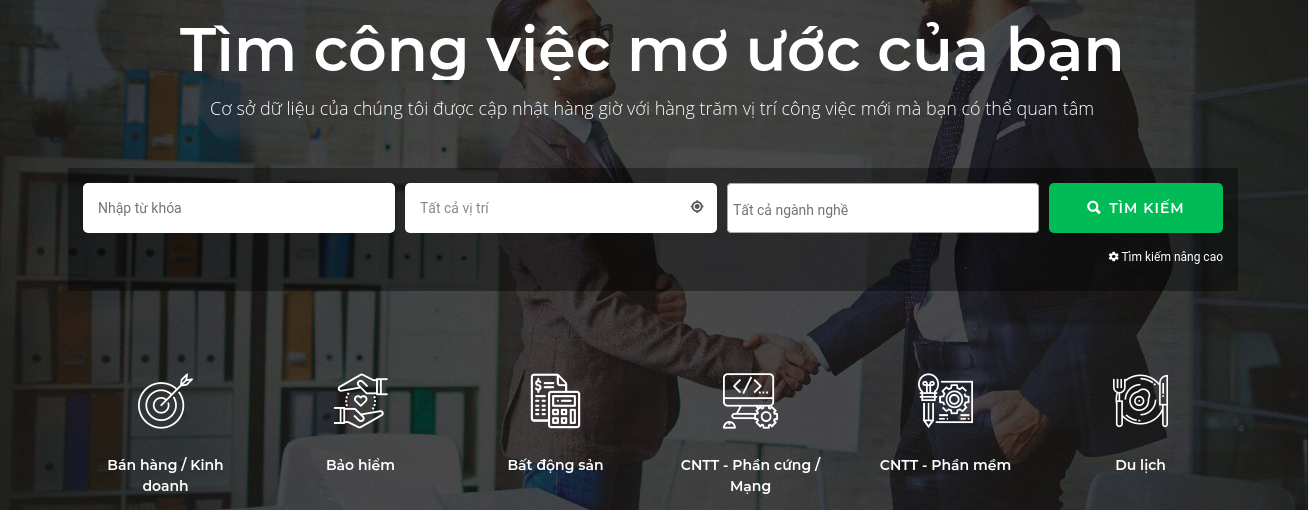 Tìm công việc mơ ước của bạn
Cơ sở dữ liệu của chúng tôi được cập nhật hàng giờ với hàng trăm vị trí công việc mới mà bạn có thể quan tâm
Nhập từ khóa
Tất cả vị trí
Tất cả ngành nghề
TÌM KIẾM
Tìm kiếm nâng cao
Bán hàng / Kinh
doanh
Bảo hiểm
Bất động sản
CNTT - Phần cứng /
Mạng
CNTT - Phần mềm
Du lịch